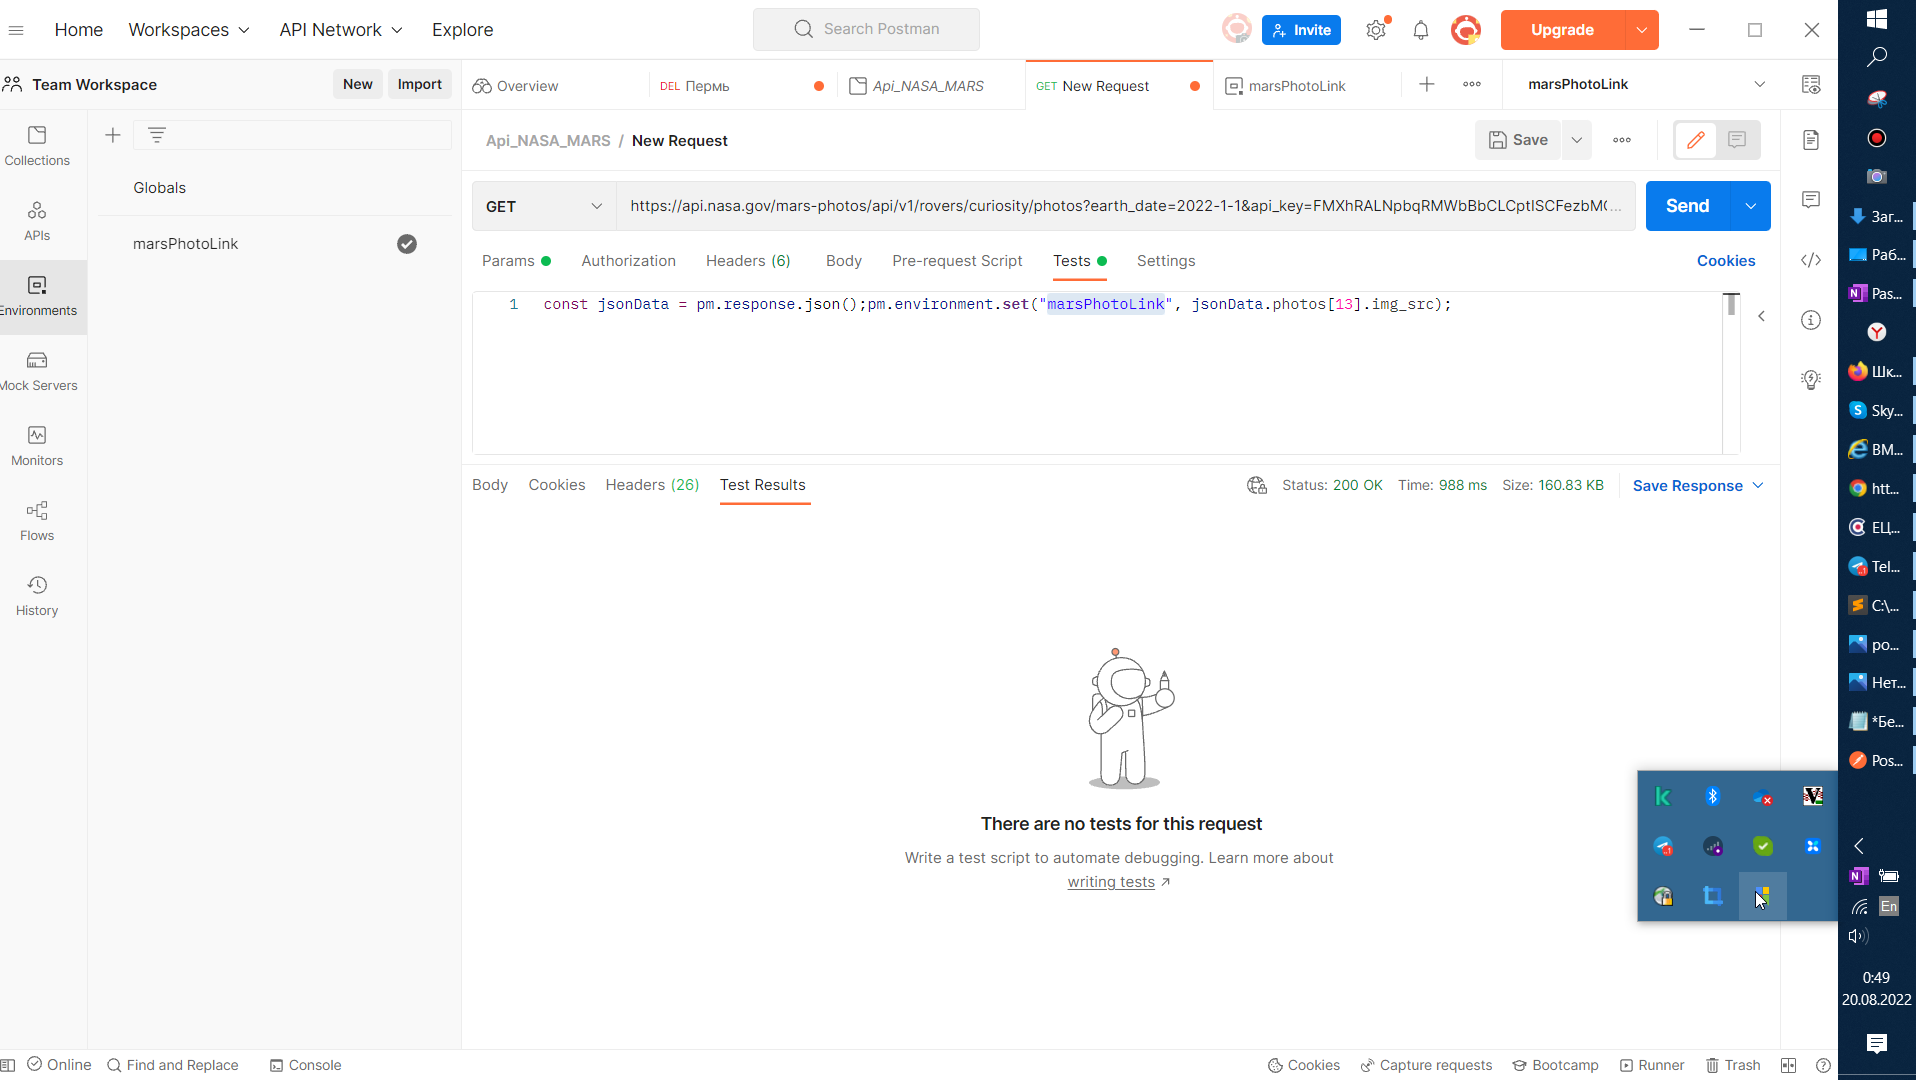 Home
Workspaces
API Network
Explore
Search Postman
Invite
Upgrade
Team Workspace
New
Import
Overview
DEL Пермь
Api_NASA_MARS
GET New Request
marsPhotoLink
marsPhotoLink
Collections
APIs
Environments
Mock Servers
Monitors
Flows
History
Globals
marsPhotoLink
Api_NASA_MARS / New Request
Save
GET
https://api.nasa.gov/mars-photos/api/v1/rovers/curiosity/photos?earth_date=2022-1-1&api_key=FMXhRALNpbqRMWbBbCLCptISCFezbM(...
Send
Params
Authorization
Headers (6)
Body
Pre-request Script
Tests
Settings
Cookies
1 const jsonData = pm.response.json();pm.environment.set("marsPhotoLink", jsonData.photos[13].img_src);
Body
Cookies
Headers (26)
Test Results
Status: 200 OK
Time: 988 ms
Size: 160.83 KB
Save Response
There are no tests for this request
Write a test script to automate debugging. Learn more about
writing tests
Online
Find and Replace
Console
Cookies
Capture requests
Bootcamp
Runner
Trash
Заг...
Раб...
Pas...
Шк...
Sky...
ВМ...
htt...
ЕЦ...
Tel...
C:\...
ро...
Нет...
*Бе...
Pos...
En
0:49
20.08.2022